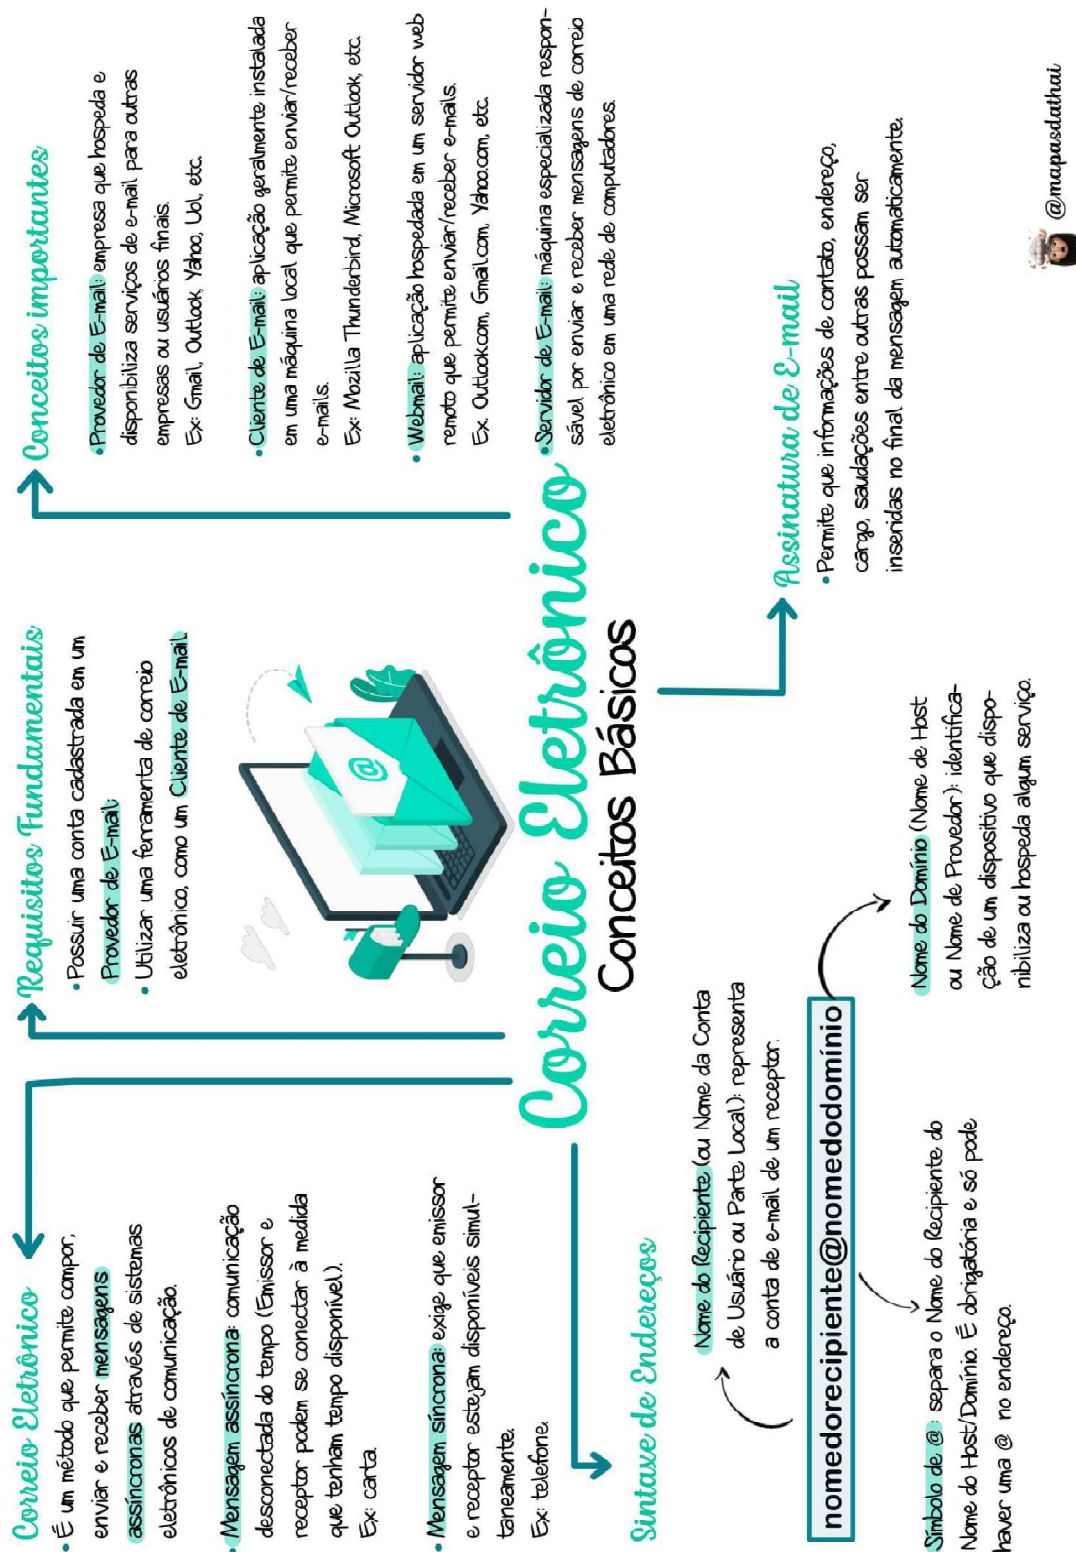 Correio Eletrônico
• É um método que permite compor,
enviar e receber mensagens
assíncronas através de sistemas
eletrônicos de comunicação.
• Mensagem assíncrona: comunicação
desconectada do tempo (Emissor e
receptor podem se conectar à medida
que tenham tempo disponível).
Ex: carta.
• Mensagem síncrona: exige que emissor
e receptor estejam disponíveis simul-
taneamente.
Ex: telefone.
Requisitos Fundamentais
• Possuir uma conta cadastrada em um
Provedor de E-mail;
• Utilizar uma ferramenta de correio
eletrônico, como um Cliente de E-mail.
Conceitos importantes
• Provedor de E-mail: empresa que hospeda e
disponibiliza serviços de e-mail para outras
empresas ou usuários finais.
Ex: Gmail, Outlook, Yahoo, Uol, etc.
• Cliente de E-mail: aplicação geralmente instalada
em uma máquina local que permite enviar/receber
e-mails.
Ex: Mozilla Thunderbird, Microsoft Outlook, etc.
• Webmail: aplicação hospedada em um servidor web
remoto que permite enviar/receber e-mails.
Ex. Outlook.com, Gmail.com, Yahoo.com, etc.
• Servidor de E-mail: máquina especializada respon-
sável por enviar e receber mensagens de correio
eletrônico em uma rede de computadores.
@
Correio Eletrônico
Conceitos Básicos
Sintaxe de Endereços
Nome do Recipiente (ou Nome da Conta
de Usuário ou Parte Local): representa
a conta de e-mail de um receptor.
nomedorecipiente@nomedodomínio
Símbolo de @: separa o Nome do Recipiente do
Nome do Host/Domínio. É obrigatória e só pode
haver uma @ no endereço.
Nome do Domínio (Nome de Host
ou Nome de Provedor): identifica-
ção de um dispositivo que dispo-
nibiliza ou hospeda algum serviço.
Assinatura de E-mail
• Permite que informações de contato, endereço,
cargo, saudações entre outras possam ser
inseridas no final da mensagem automaticamente.
@mapasdathai